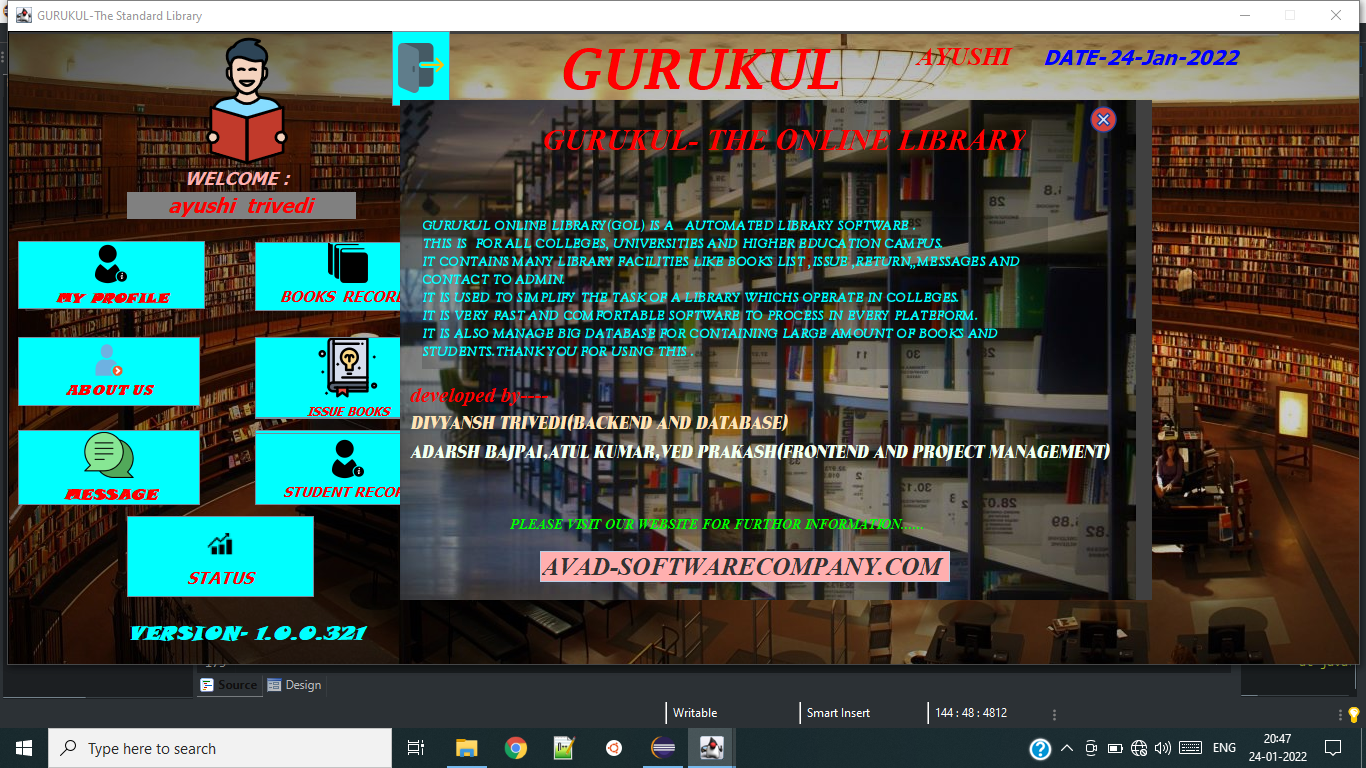 GURUKUL-The Standard Library
GURUKUL
AYUSHI
DATE-24-Jan-2022
WELCOME :
ayushi trivedi
MY PROFILE
BOOKS RECORE
ABOUT US
ISSUE BOOKS
MESSAGE
STUDENT RECOR
STATUS
VERSION- 1.0.0.321
GURUKUL- THE ONLINE LIBRARY
GURUKUL ONLINE LIBRARY(GOL) IS A AUTOMATED LIBRARY SOFTWARE .
THIS IS FOR ALL COLLEGES, UNIVERSITIES AND HIGHER EDUCATION CAMPUS.
IT CONTAINS MANY LIBRARY FACILITIES LIKE BOOKS LIST ,ISSUE ,RETURN,,MESSAGES AND
CONTACT TO ADMIN.
IT IS USED TO SIMPLIFY THE TASK OF A LIBRARY WHICHS OPERATE IN COLLEGES.
IT IS VERY FAST AND COMFORTABLE SOFTWARE TO PROCESS IN EVERY PLATEFORM.
IT IS ALSO MANAGE BIG DATABASE FOR CONTAINING LARGE AMOUNT OF BOOKS AND
STUDENTS.THANKYOU FOR USING THIS .
developed by----
DIVYANSH TRIVEDI(BACKEND AND DATABASE)
ADARSH BAJPAI,ATUL KUMAR,VED PRAKASH(FRONTEND AND PROJECT MANAGEMENT)
PLEASE VISIT OUR WEBSITE FOR FURTHOR INFORMATION......
AVAD-SOFTWARECOMPANY.COM
Source
Design
Writable
Smart Insert
144 : 48 : 4812
Type here to search
ENG
20:47
24-01-2022